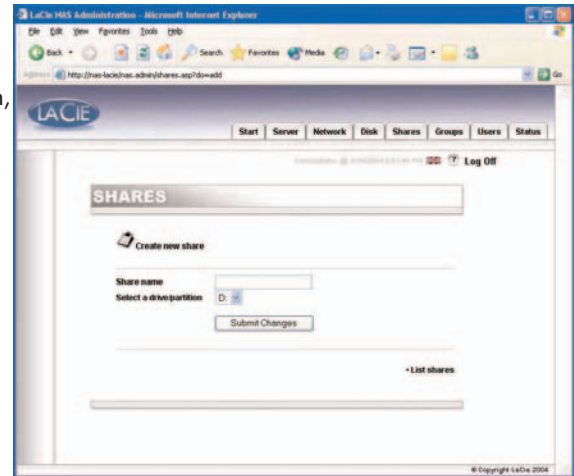 LaCie NAS Administration - Microsoft Internet Explorer
File Edit View Favorites Tools Help
Back Search Favorites Media
Address http://nas-lacie/nas.admin/shares.asp?do=add Go
LACIE
Start Server Network Disk Shares Groups Users Status
Log Off
SHARES
Create new share
Share name
Select a drive/partition D:
Submit Changes
• List shares
© Copyright LaCie 2004